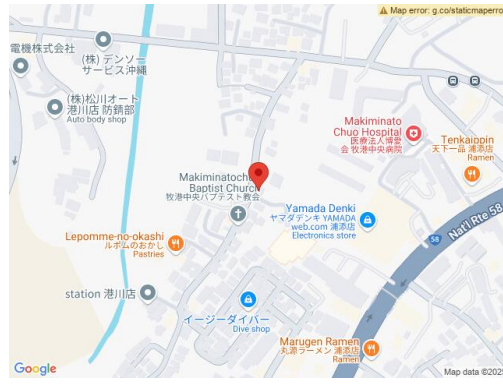 Map error: g.co/staticmaperro
電機株式会社
(株) デンソー
サービス沖縄
(株)松川オート
港川店 防錆部
Auto body shop
Makiminato
Chuo Hospital
医療法人博愛
会 牧港中央病院
Tenkaippin
天下一品 浦添店
Ramen
Makiminatochu
Baptist Church
牧港中央バプテスト教会
Yamada Denki
ヤマダデンキ YAMADA
web.com 浦添店
Electronics store
58
Nat'l Rte 58
Lepomme-no-okashi
ルポムのおかし
Pastries
station 港川店
イージーダイバー
Dive shop
Marugen Ramen
丸源ラーメン 浦添店
Ramen
Google
Map data ©202